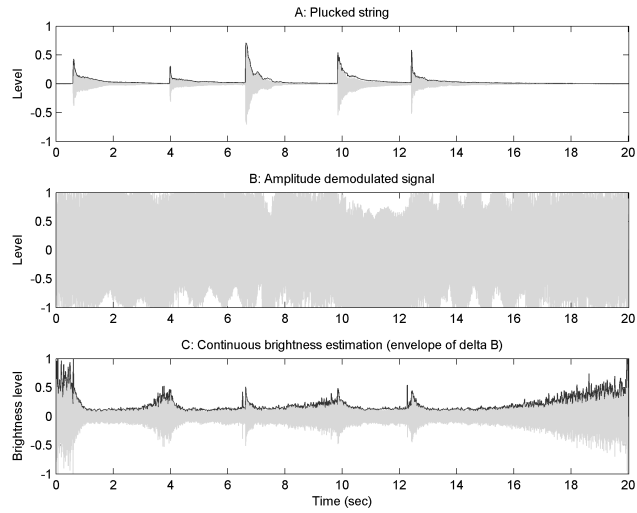 A: Plucked string
1
0.5
0
-0.5
-1
Level
0 2 4 6 8 10 12 14 16 18 20
B: Amplitude demodulated signal
1
0.5
0
-0.5
-1
Level
0 2 4 6 8 10 12 14 16 18 20
C: Continuous brightness estimation (envelope of delta B)
1
0.5
0
-0.5
-1
Brightness level
0 2 4 6 8 10 12 14 16 18 20
Time (sec)